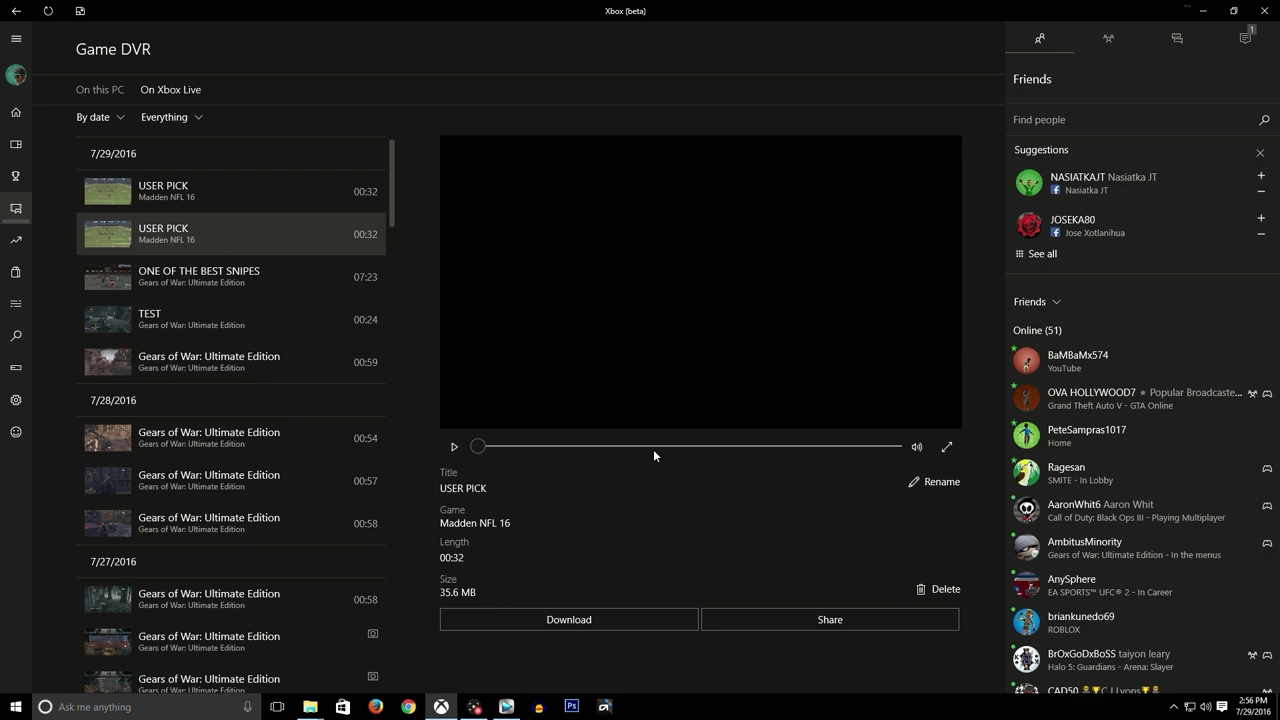 Xbox (beta)
Game DVR
On this PC
On Xbox Live
By date
Everything
7/29/2016
USER PICK
Madden NFL 16
00:32
USER PICK
Madden NFL 16
00:32
ONE OF THE BEST SNIPES
Gears of War: Ultimate Edition
07:23
TEST
Gears of War: Ultimate Edition
00:24
Gears of War: Ultimate Edition
Gears of War: Ultimate Edition
00:59
7/28/2016
Gears of War: Ultimate Edition
Gears of War: Ultimate Edition
00:54
Gears of War: Ultimate Edition
Gears of War: Ultimate Edition
00:57
Gears of War: Ultimate Edition
Gears of War: Ultimate Edition
00:58
7/27/2016
Gears of War: Ultimate Edition
Gears of War: Ultimate Edition
00:58
Gears of War: Ultimate Edition
Gears of War: Ultimate Edition
Gears of War: Ultimate Edition
Gears of War: Ultimate Edition
Title
USER PICK
Rename
Game
Madden NFL 16
Length
00:32
Size
35.6 MB
Delete
Download
Share
1
Friends
Find people
Suggestions
NASIATKAJT Nasiatka JT
f Nasiatka JT
JOSEKA80
f Jose Xotlanihua
See all
Friends
Online (51)
BaMBaMx574
YouTube
OVA HOLLYWOOD7 ★ Popular Broadcaste...
Grand Theft Auto V - GTA Online
PeteSampras1017
Home
Ragesan
SMITE - In Lobby
AaronWhit6 Aaron Whit
Call of Duty: Black Ops III - Playing Multiplayer
AmbitusMinority
Gears of War: Ultimate Edition - In the menus
AnySphere
EA SPORTS™ UFC® 2 - In Career
briankunedo69
ROBLOX
BrOxGoDxBoSS taiyon leary
Halo 5: Guardians - Arena: Slayer
CAD50 🏆C J Lyons🏆
Ask me anything
Ps
2:56 PM
7/29/2016